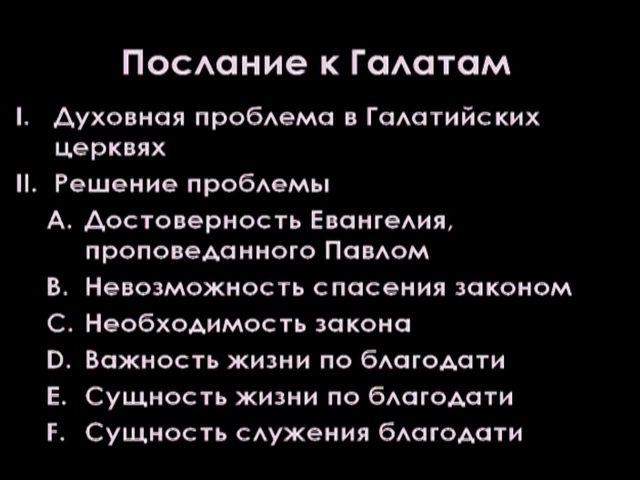 Послание к Галатам
I. Духовная проблема в Галатийских
церквях
II. Решение проблемы
A. Достоверность Евангелия,
проповеданного Павлом
B. Невозможность спасения законом
C. Необходимость закона
D. Важность жизни по благодати
E. Сущность жизни по благодати
F. Сущность служения благодати